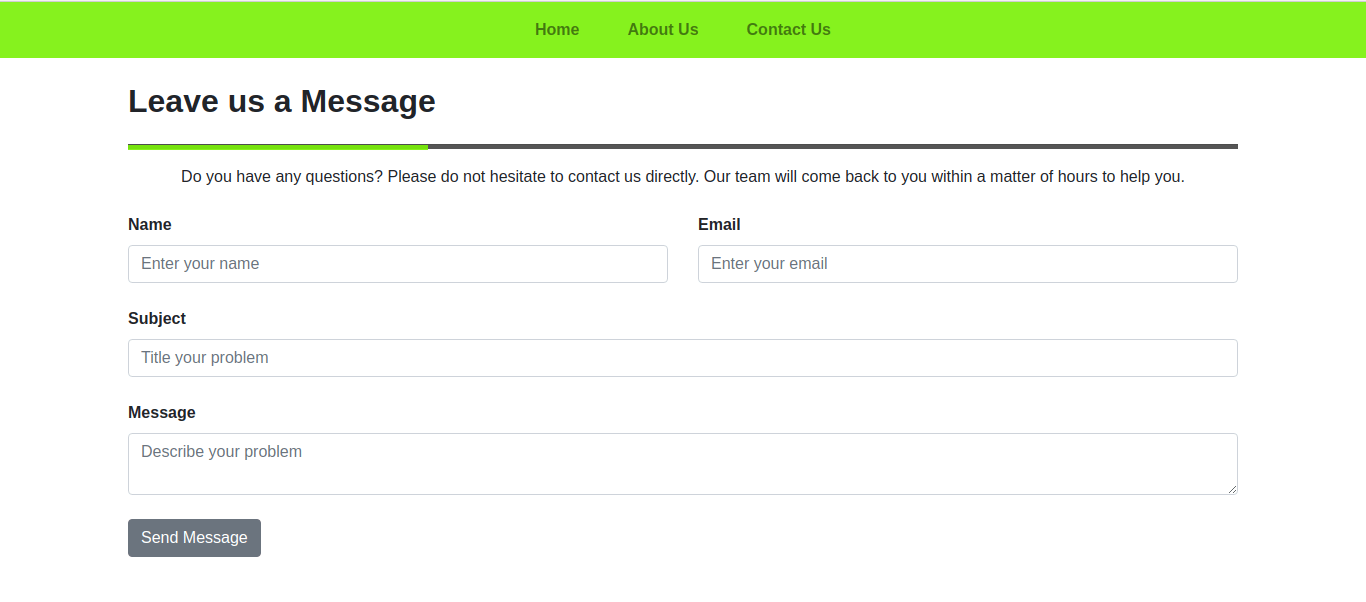 Home About Us Contact Us
Leave us a Message
Do you have any questions? Please do not hesitate to contact us directly. Our team will come back to you within a matter of hours to help you.
Name Email
Enter your name Enter your email
Subject
Title your problem
Message
Describe your problem
Send Message